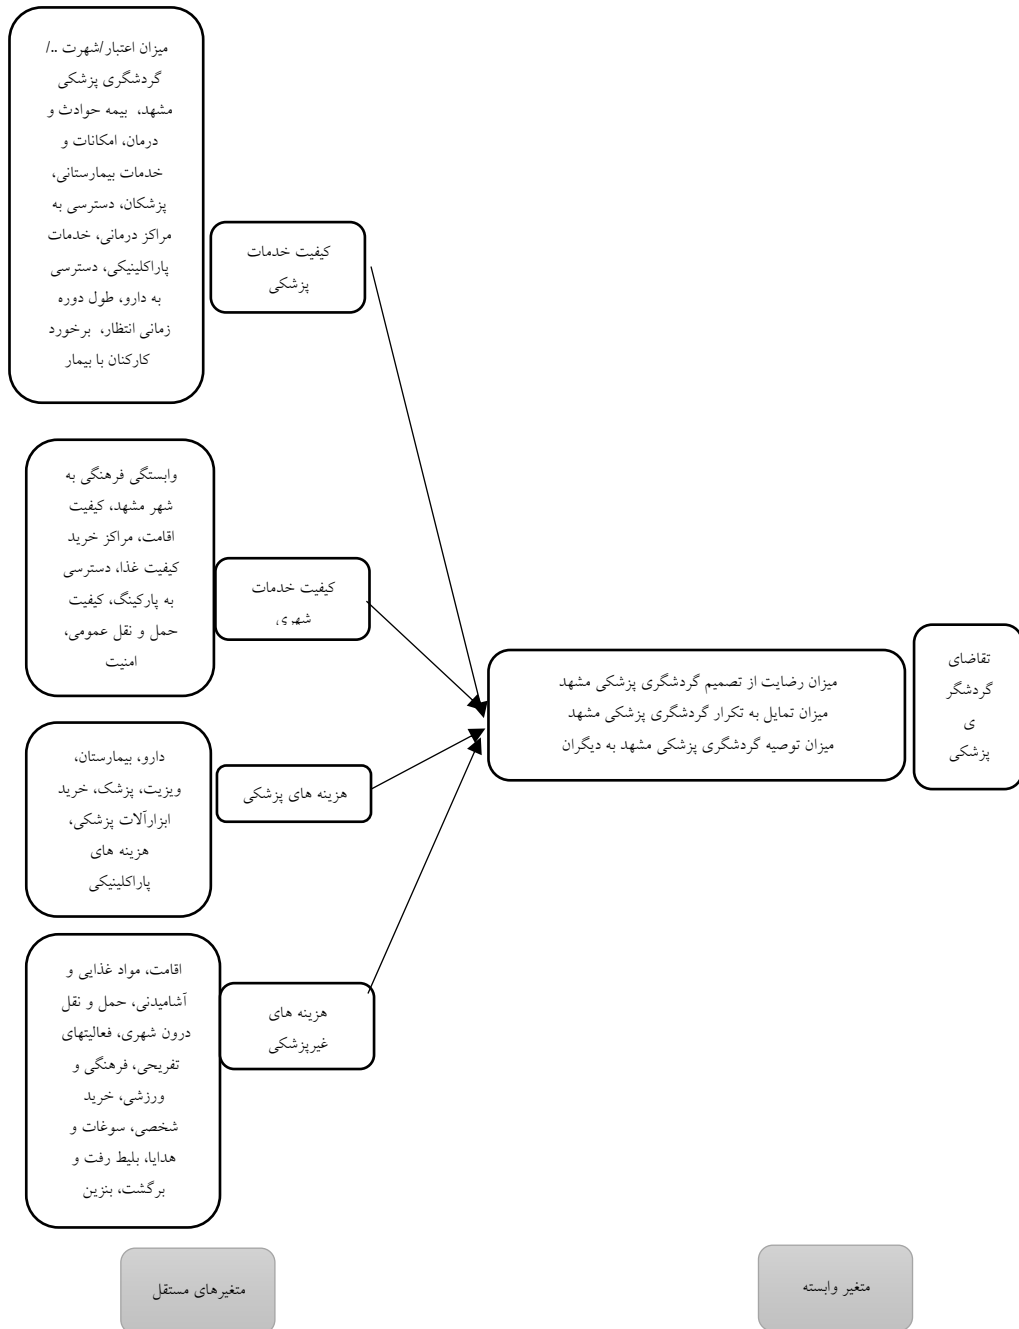 میزان اعتبار/شهرت ../
گردشگری پزشکی
مشهد، بیمه حوادث و
درمان، امکانات و
خدمات بیمارستانی،
پزشکان، دسترسی به
مراکز درمانی، خدمات
پاراکلینیکی، دسترسی
به دارو، طول دوره
زمانی انتظار، برخورد
کارکنان با بیمار
کیفیت خدمات
پزشکی
وابستگی فرهنگی به
شهر مشهد، کیفیت
اقامت، مراکز خرید
کیفیت غذا، دسترسی
به پارکینگ، کیفیت
حمل و نقل عمومی،
امنیت
کیفیت خدمات
شهری
دارو، بیمارستان،
ویزیت، پزشک، خرید
ابزارآلات پزشکی،
هزینه های
پاراکلینیکی
هزینه های پزشکی
اقامت، مواد غذایی و
آشامیدنی، حمل و نقل
درون شهری، فعالیتهای
تفریحی، فرهنگی و
ورزشی، خرید
شخصی، سوغات و
هدایا، بلیط رفت و
برگشت، بنزین
هزینه های
غیرپزشکی
میزان رضایت از تصمیم گردشگری پزشکی مشهد
میزان تمایل به تکرار گردشگری پزشکی مشهد
میزان توصیه گردشگری پزشکی مشهد به دیگران
تقاضای
گردشگر
ی
پزشکی
متغیرهای مستقل
متغیر وابسته